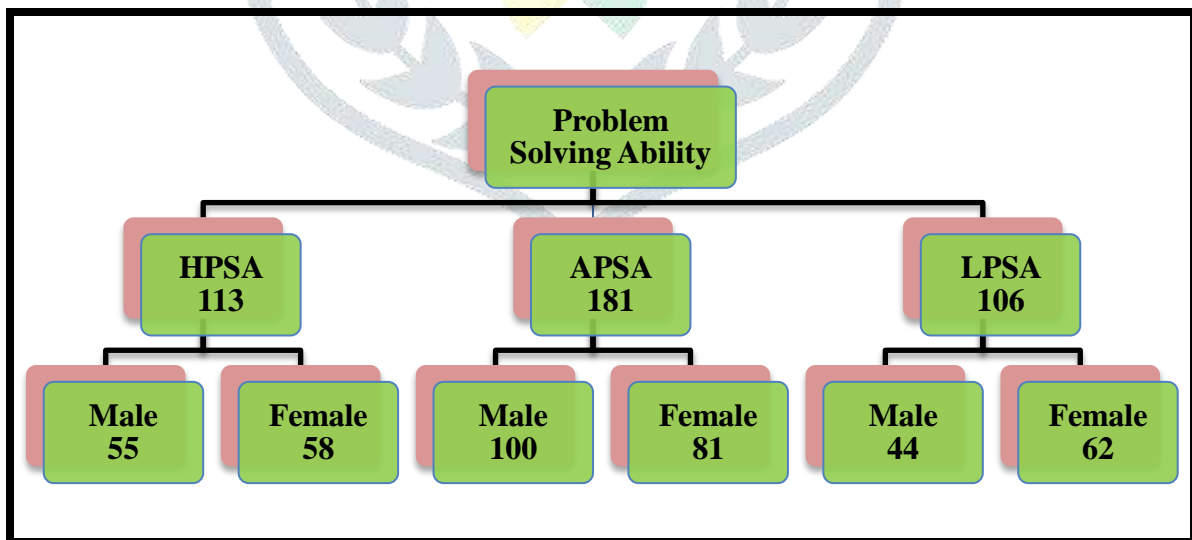 Problem
Solving Ability
HPSA
113
APSA
181
LPSA
106
Male
55
Female
58
Male
100
Female
81
Male
44
Female
62